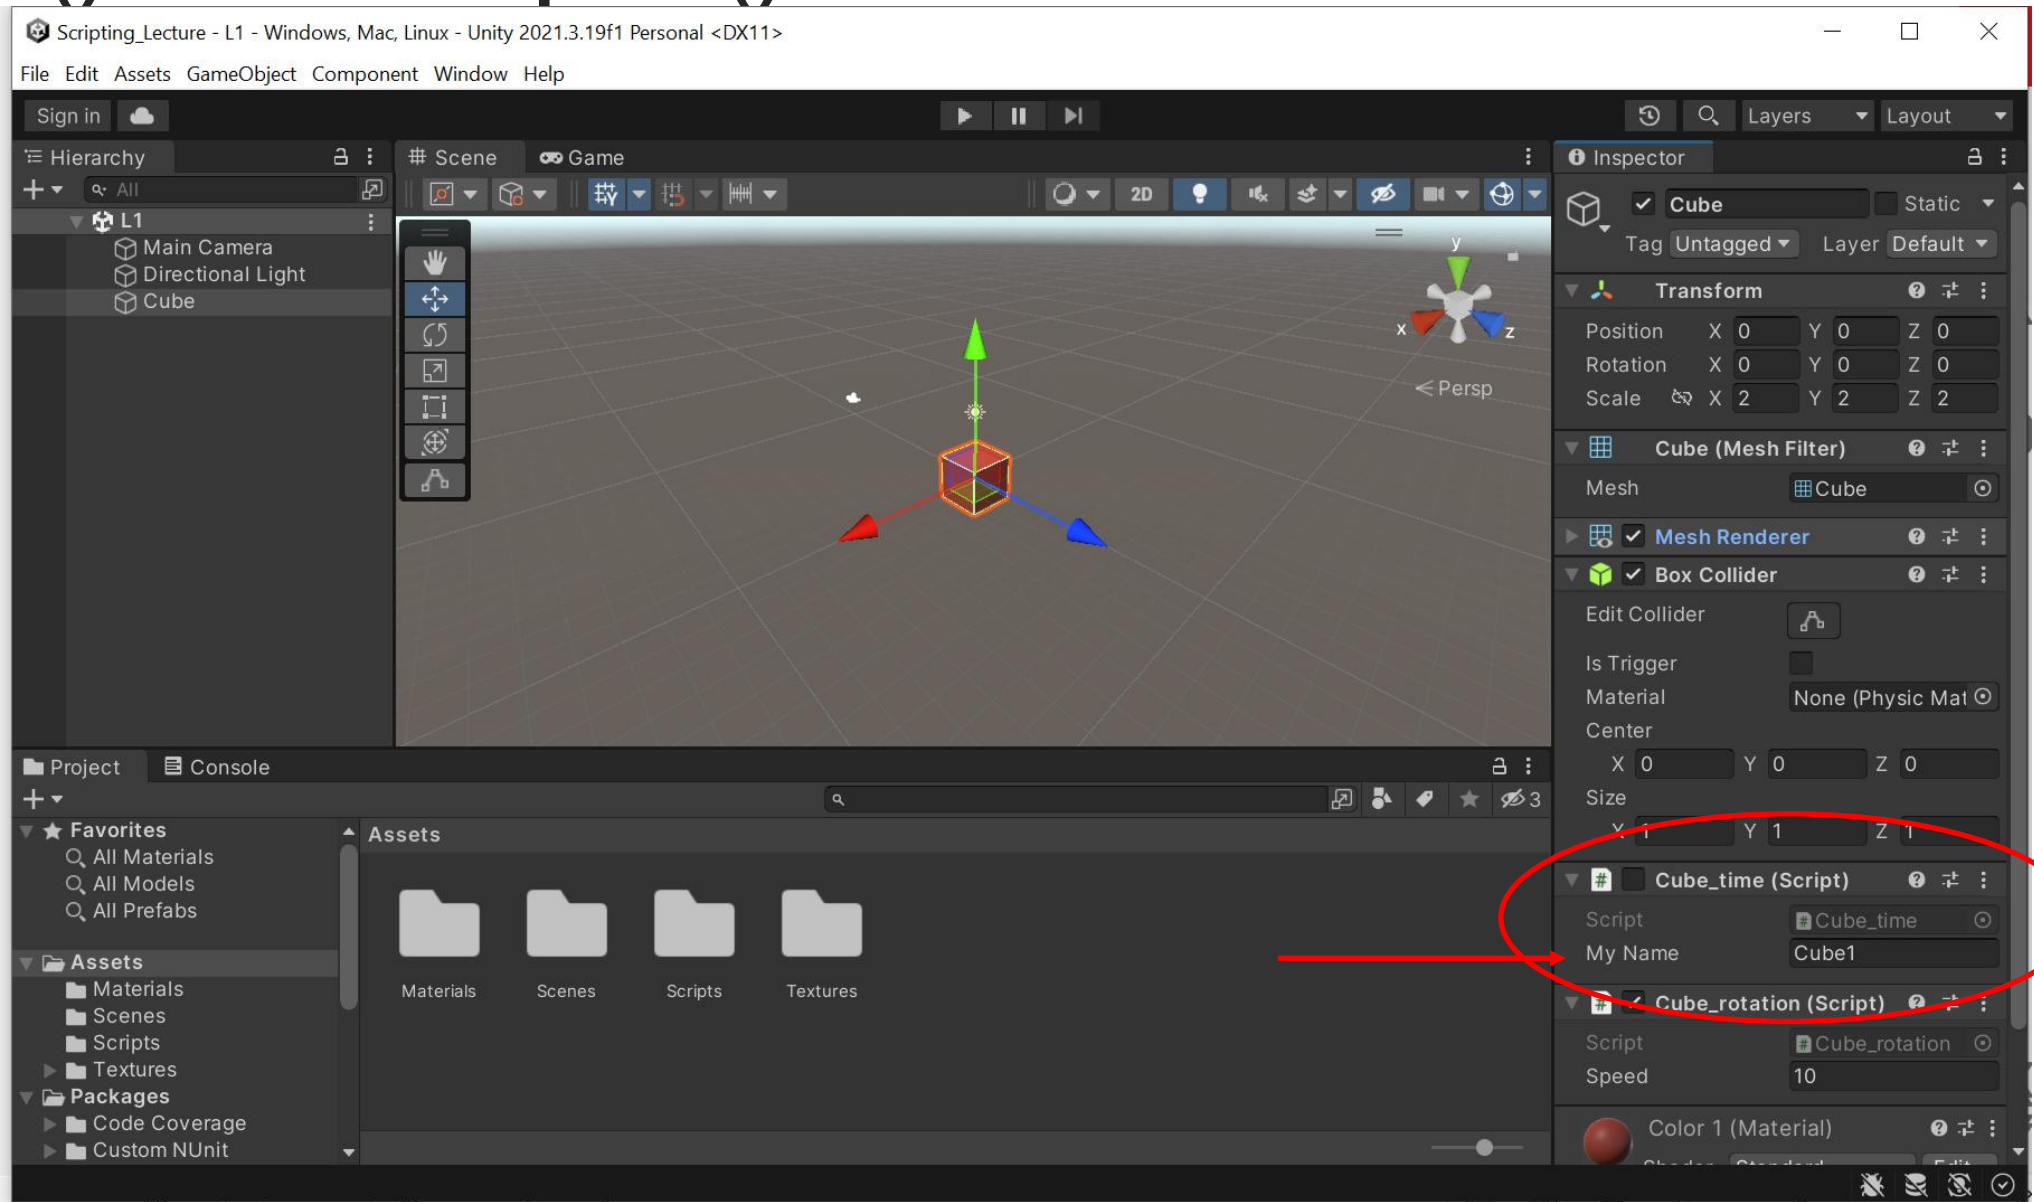 Scripting_Lecture - L1 - Windows, Mac, Linux - Unity 2021.3.19f1 Personal <DX11>
File Edit Assets GameObject Component Window Help
Sign in
Layers
Layout
Hierarchy
All
L1
Main Camera
Directional Light
Cube
Scene
Game
2D
y
x
z
Persp
Inspector
Cube
Static
Tag Untagged Layer Default
Transform
Position X 0 Y 0 Z 0
Rotation X 0 Y 0 Z 0
Scale X 2 Y 2 Z 2
Cube (Mesh Filter)
Mesh Cube
Mesh Renderer
Box Collider
Edit Collider
Is Trigger
Material None (Physic Mat
Center
X 0 Y 0 Z 0
Size
X 1 Y 1 Z 1
Cube_time (Script)
Script # Cube_time
My Name Cube1
Cube_rotation (Script)
Script # Cube_rotation
Speed 10
Color 1 (Material)
Project
Console
3
Favorites
All Materials
All Models
All Prefabs
Assets
Materials
Scenes
Scripts
Textures
Packages
Code Coverage
Custom NUnit
Assets
Materials Scenes Scripts Textures